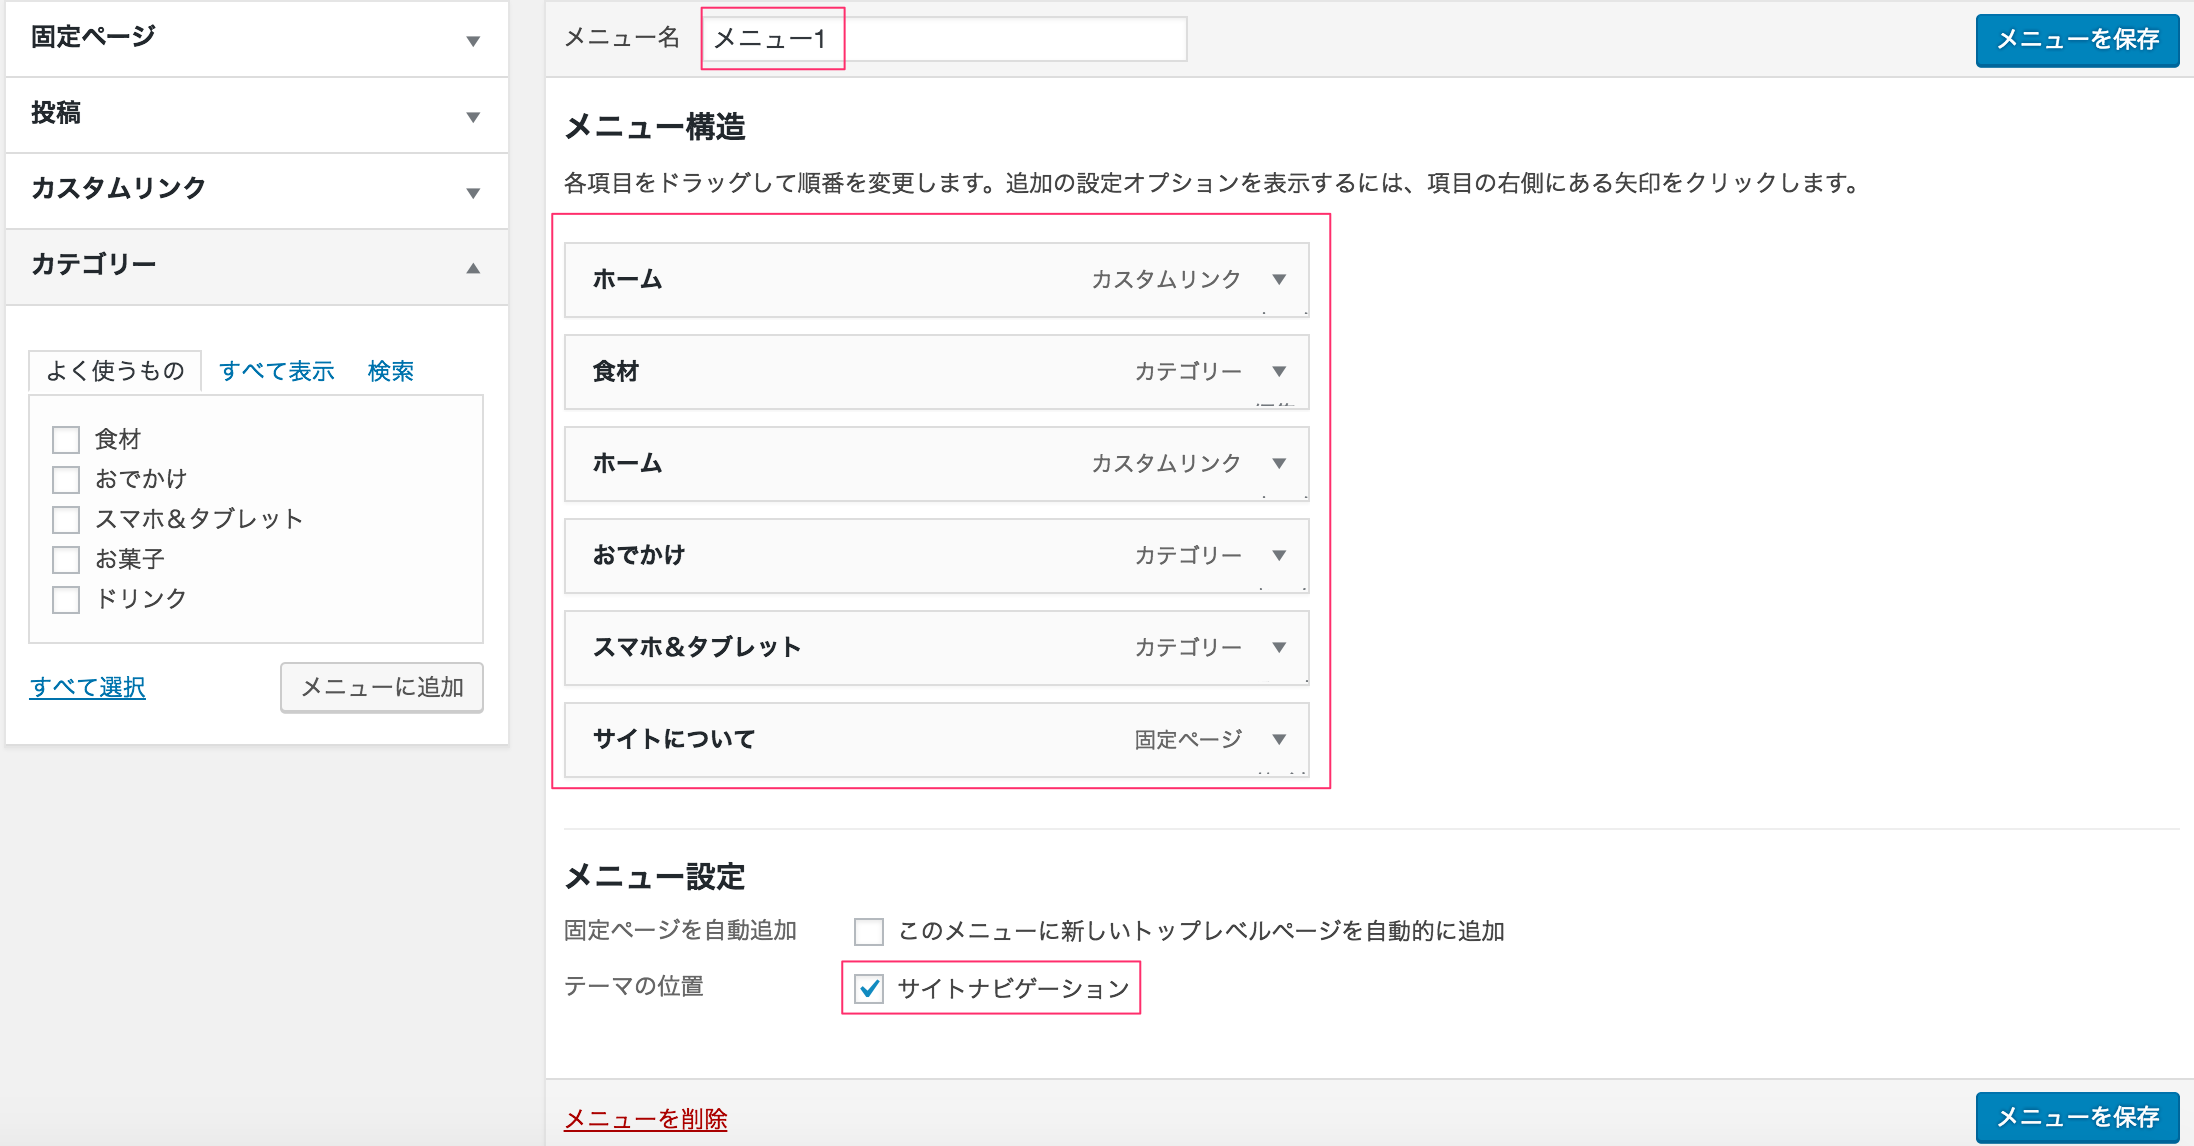 固定ページ
投稿
カスタムリンク
カテゴリー
よく使うもの すべて表示 検索
食材
おでかけ
スマホ＆タブレット
お菓子
ドリンク
すべて選択 メニューに追加
メニュー名 メニュー1 メニューを保存
メニュー構造
各項目をドラッグして順番を変更します。追加の設定オプションを表示するには、項目の右側にある矢印をクリックします。
ホーム カスタムリンク
食材 カテゴリー
ホーム カスタムリンク
おでかけ カテゴリー
スマホ＆タブレット カテゴリー
サイトについて 固定ページ
メニュー設定
固定ページを自動追加 このメニューに新しいトップレベルページを自動的に追加
テーマの位置 サイトナビゲーション
メニューを削除 メニューを保存